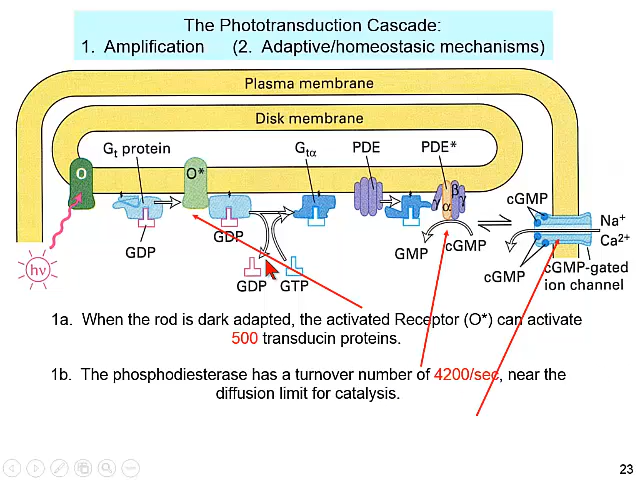 The Phototransduction Cascade:
1. Amplification (2. Adaptive/homeostasic mechanisms)
Plasma membrane
Disk membrane
Gt protein
O*
Gtα
PDE
PDE*
O
γ α β γ
cGMP
Na+
Ca2+
GDP
GDP
GMP
cGMP
cGMP
cGMP-gated
ion channel
hν
GDP
GTP
1a. When the rod is dark adapted, the activated Receptor (O*) can activate
500 transducin proteins.
1b. The phosphodiesterase has a turnover number of 4200/sec, near the
diffusion limit for catalysis.
23